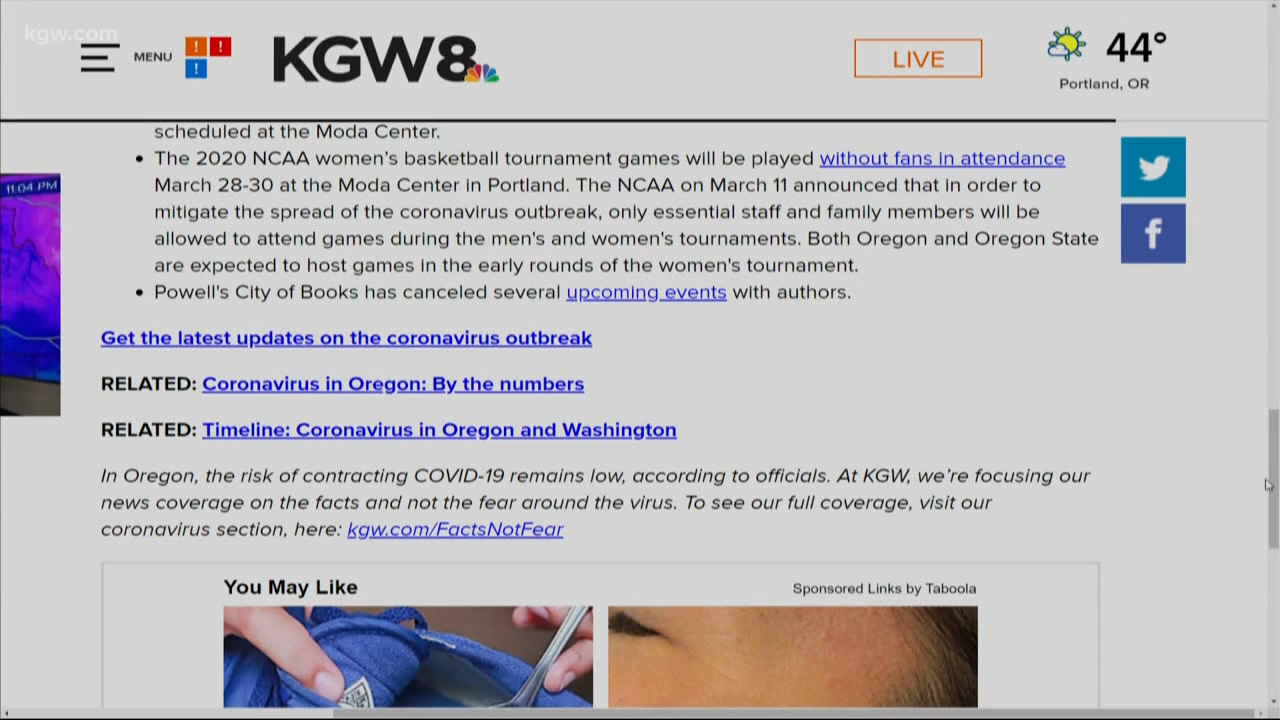 kgw.com
MENU
! !
!
KGW8
LIVE
44°
Portland, OR
11:04 PM
scheduled at the Moda Center.
• The 2020 NCAA women's basketball tournament games will be played without fans in attendance
March 28-30 at the Moda Center in Portland. The NCAA on March 11 announced that in order to
mitigate the spread of the coronavirus outbreak, only essential staff and family members will be
allowed to attend games during the men's and women's tournaments. Both Oregon and Oregon State
are expected to host games in the early rounds of the women's tournament.
• Powell's City of Books has canceled several upcoming events with authors.
Get the latest updates on the coronavirus outbreak
RELATED: Coronavirus in Oregon: By the numbers
RELATED: Timeline: Coronavirus in Oregon and Washington
In Oregon, the risk of contracting COVID-19 remains low, according to officials. At KGW, we're focusing our
news coverage on the facts and not the fear around the virus. To see our full coverage, visit our
coronavirus section, here: kgw.com/FactsNotFear
You May Like
Sponsored Links by Taboola